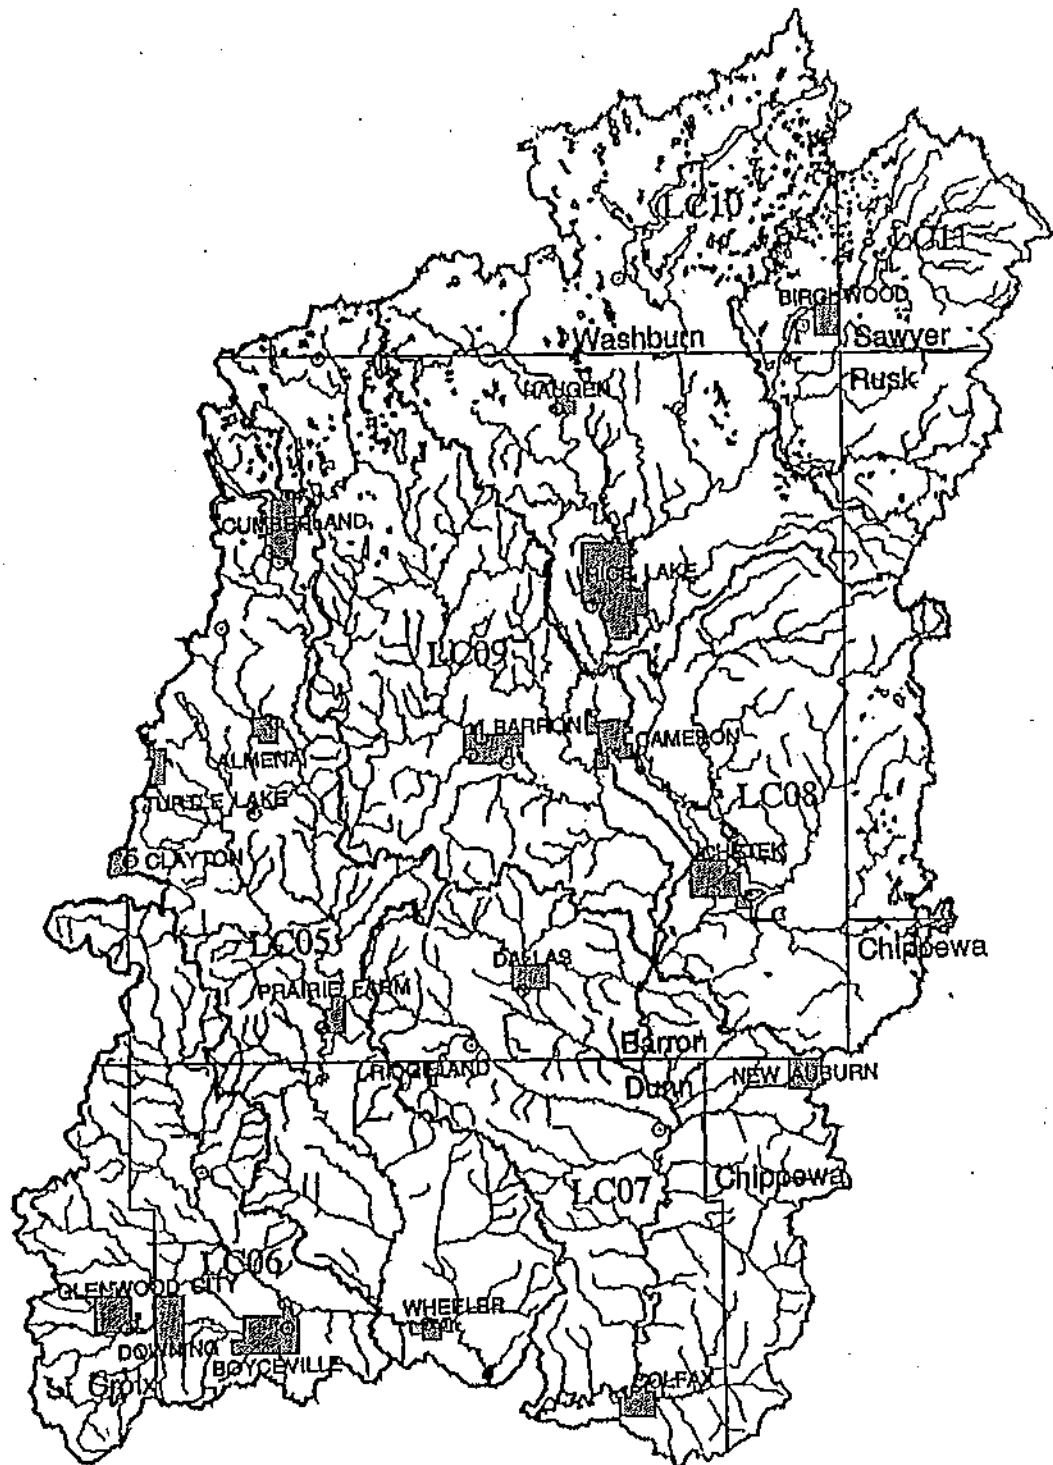 LC10
LC11
BIRCHWOOD
Washburn
Sawyer
HAUGEN
Rusk
CUMBERLAND
RICE LAKE
LC09
BARRON
CAMERON
ALMENA
TURTLE LAKE
LC08
CLAYTON
CHETEK
LC05
DALLAS
Chippewa
PRAIRIE FARM
Barron
RIDGELAND
Dunn
NEW AUBURN
LC07
Chippewa
LC06
GLENWOOD CITY
WHEELER
DOWNING
BOYCEVILLE
St Croix
COLFAX